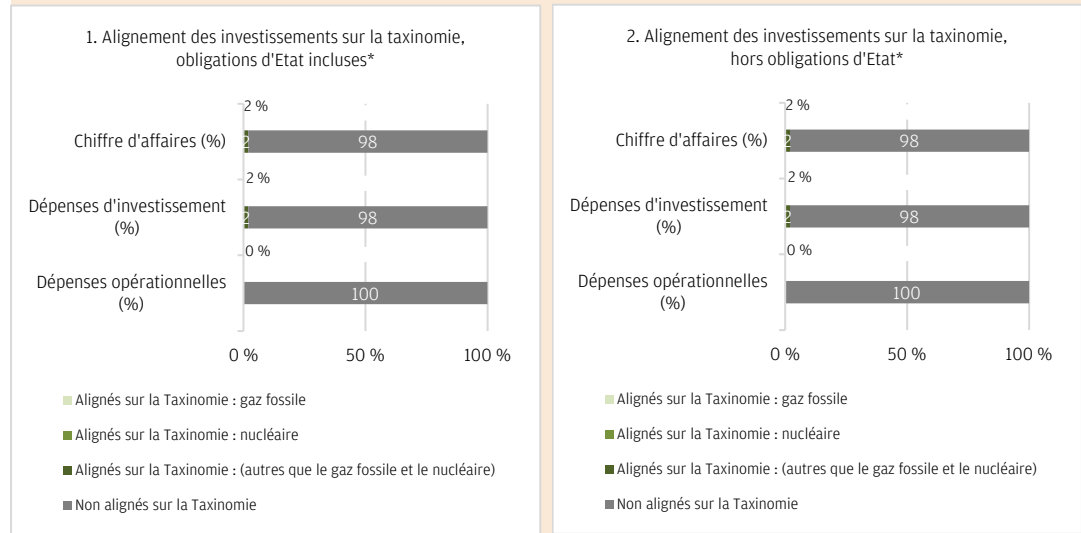 1. Alignement des investissements sur la taxinomie,
obligations d'Etat incluses*
2 %
Chiffre d'affaires (%)
2
98
2 %
Dépenses d'investissement
(%)
2
98
0 %
Dépenses opérationnelles
(%)
100
0 %
50 %
100 %
Alignés sur la Taxinomie : gaz fossile
Alignés sur la Taxinomie : nucléaire
Alignés sur la Taxinomie : (autres que le gaz fossile et le nucléaire)
Non alignés sur la Taxinomie
2. Alignement des investissements sur la taxinomie,
hors obligations d'Etat*
2 %
Chiffre d'affaires (%)
2
98
2 %
Dépenses d'investissement
(%)
2
98
0 %
Dépenses opérationnelles
(%)
100
0 %
50 %
100 %
Alignés sur la Taxinomie : gaz fossile
Alignés sur la Taxinomie : nucléaire
Alignés sur la Taxinomie : (autres que le gaz fossile et le nucléaire)
Non alignés sur la Taxinomie